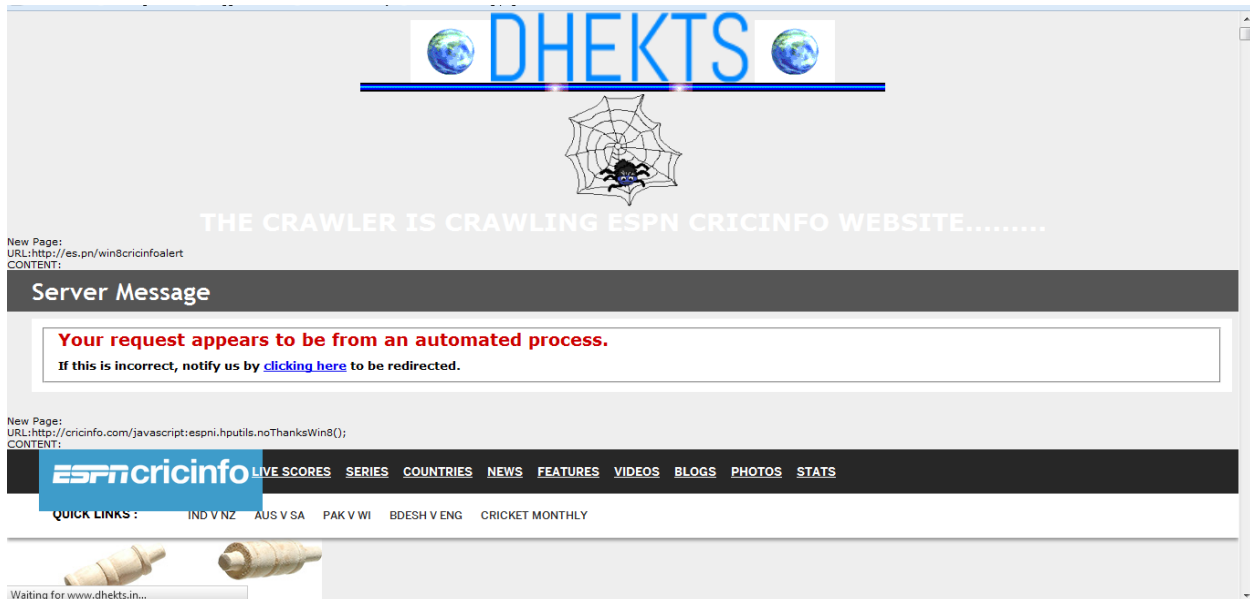 DHEKTS
THE CRAWLER IS CRAWLING ESPN CRICINFO WEBSITE.........
New Page:
URL:http://es.pn/win8cricinfoalert
CONTENT:
Server Message
Your request appears to be from an automated process.
If this is incorrect, notify us by clicking here to be redirected.
New Page:
URL:http://cricinfo.com/javascript:espni.hputils.noThanksWin8();
CONTENT:
ESPN cricinfo LIVE SCORES SERIES COUNTRIES NEWS FEATURES VIDEOS BLOGS PHOTOS STATS
QUICK LINKS : IND V NZ AUS V SA PAK V WI BDESH V ENG CRICKET MONTHLY
Waiting for www.dhekts.in...